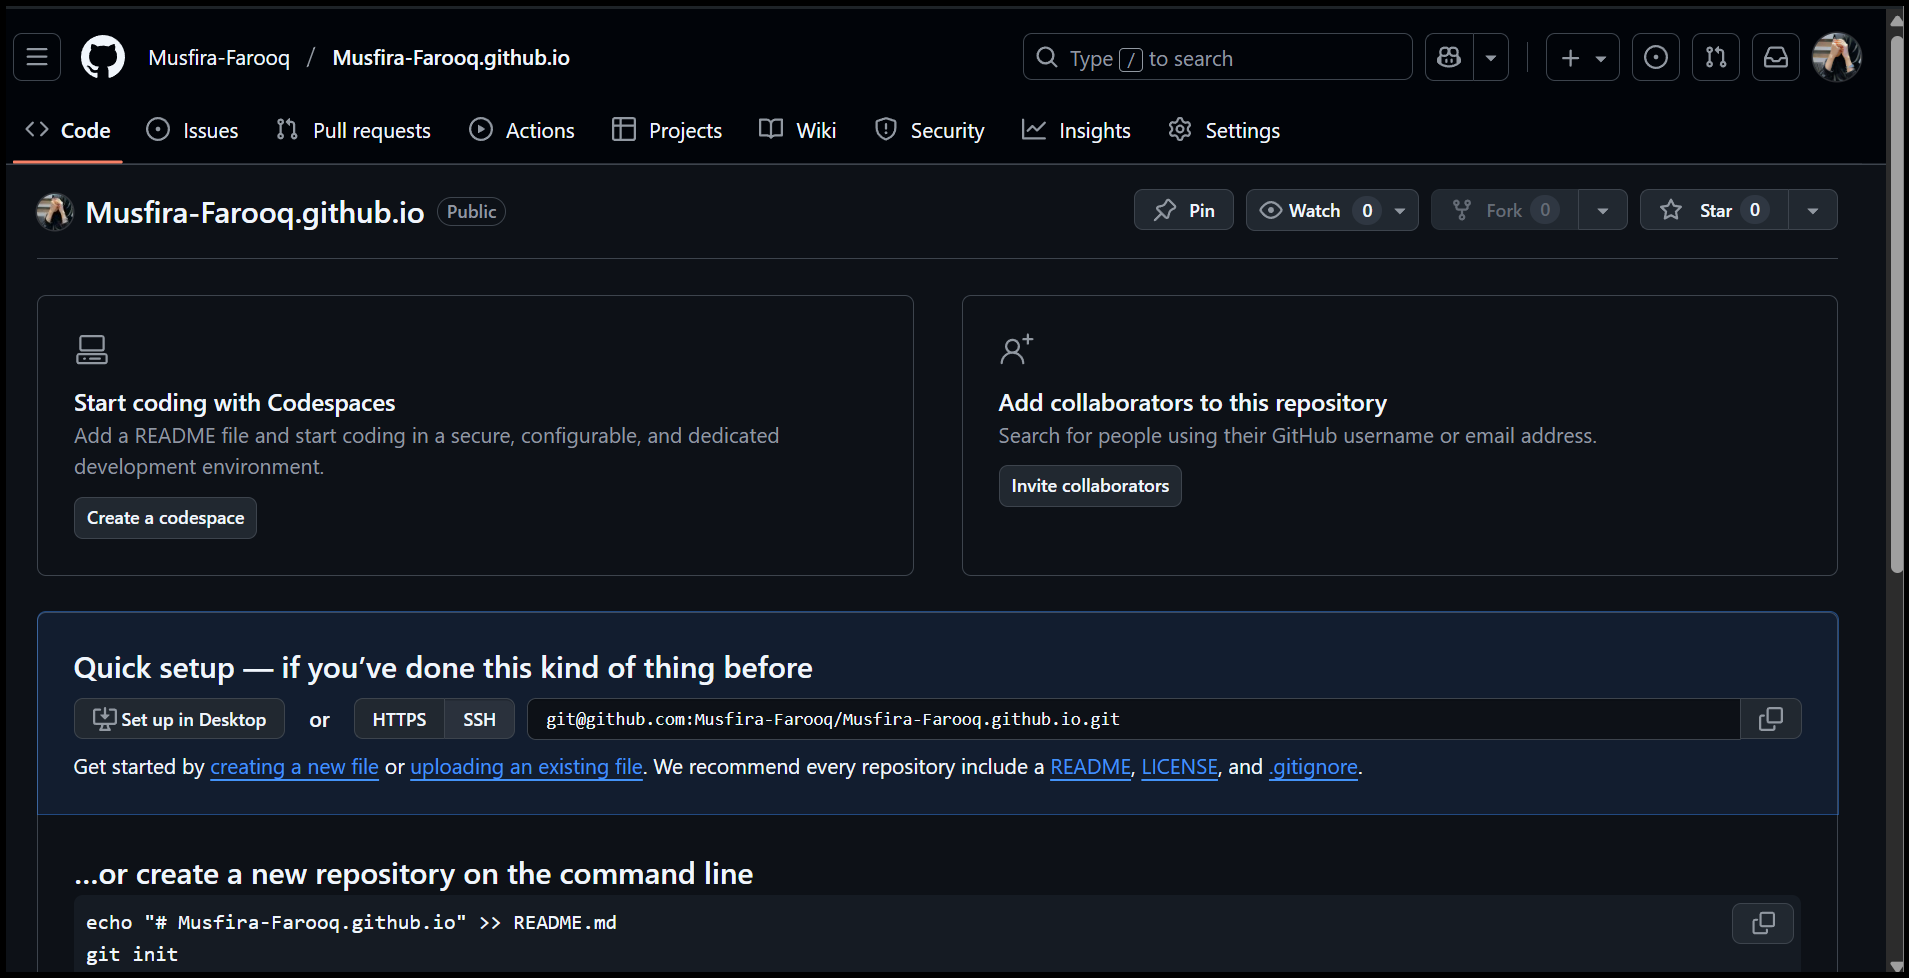 Musfira-Farooq / Musfira-Farooq.github.io
Type / to search
Code Issues Pull requests Actions Projects Wiki Security Insights Settings
Musfira-Farooq.github.io Public
Pin Watch 0 Fork 0 Star 0
Start coding with Codespaces
Add a README file and start coding in a secure, configurable, and dedicated
development environment.
Create a codespace
Add collaborators to this repository
Search for people using their GitHub username or email address.
Invite collaborators
Quick setup — if you’ve done this kind of thing before
Set up in Desktop or HTTPS SSH git@github.com:Musfira-Farooq/Musfira-Farooq.github.io.git
Get started by creating a new file or uploading an existing file. We recommend every repository include a README, LICENSE, and .gitignore.
…or create a new repository on the command line
echo "# Musfira-Farooq.github.io" >> README.md
git init